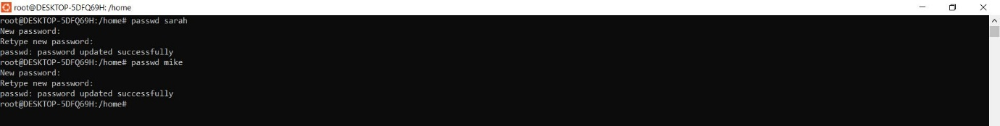 root@DESKTOP-5DFQ69H: /home
root@DESKTOP-5DFQ69H:/home# passwd sarah
New password:
Retype new password:
passwd: password updated successfully
root@DESKTOP-5DFQ69H:/home# passwd mike
New password:
Retype new password:
passwd: password updated successfully
root@DESKTOP-5DFQ69H:/home#